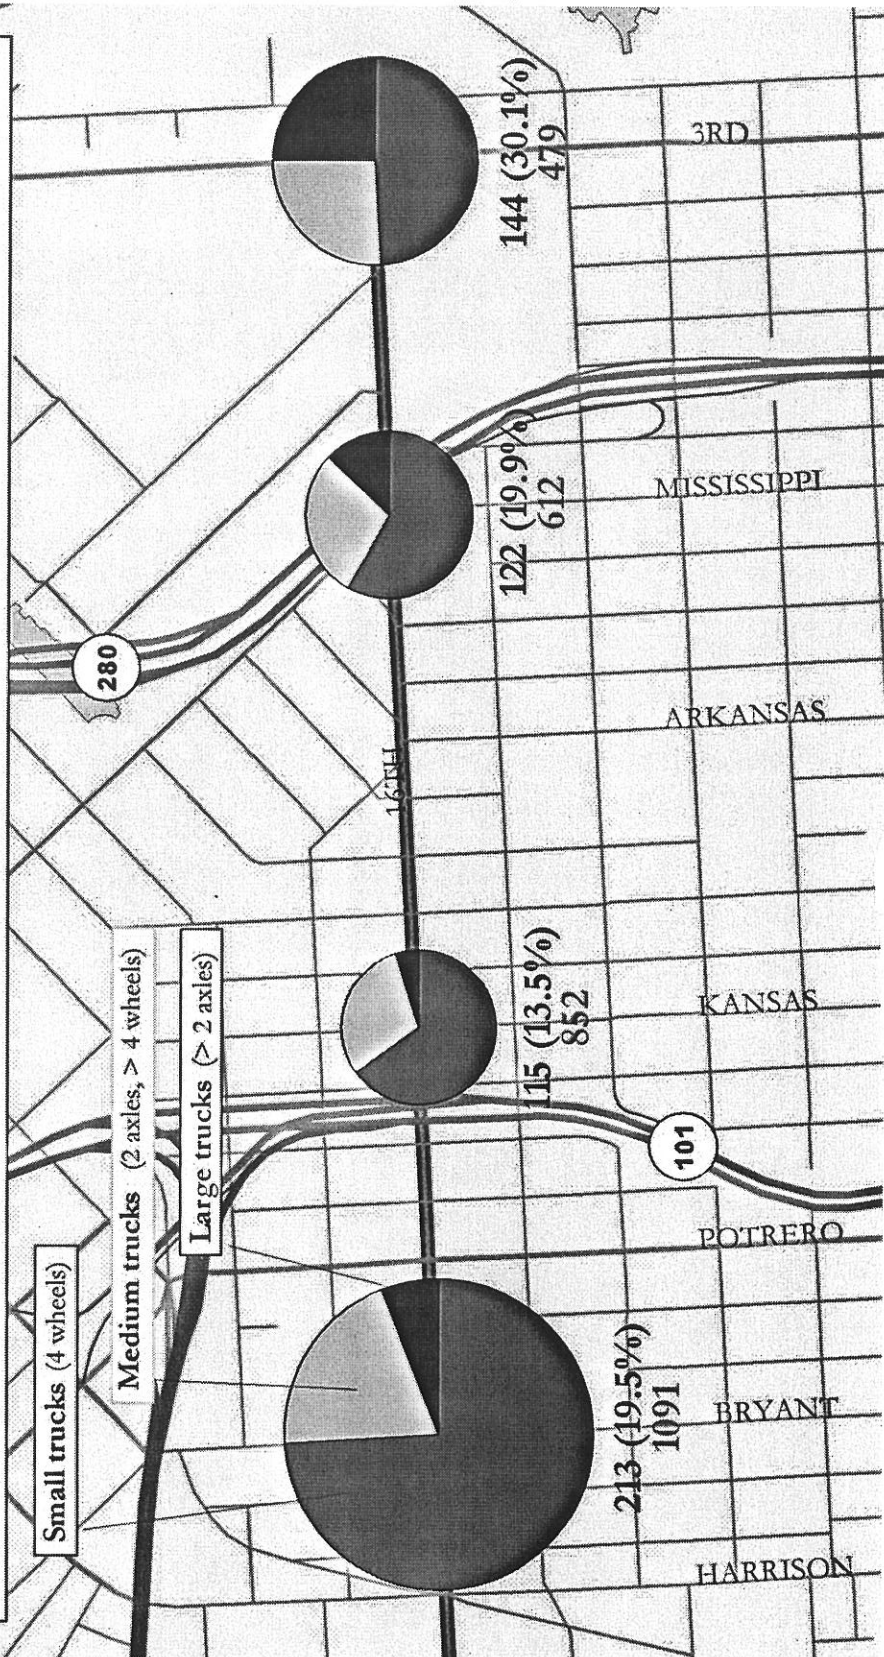 Small trucks (4 wheels)
Medium trucks (2 axles, > 4 wheels)
Large trucks (> 2 axles)
280
16TH
101
213 (19.5%)
1091
115 (13.5%)
852
122 (19.9%)
612
144 (30.1%)
479
HARRISON
BRYANT
POTRERO
KANSAS
ARKANSAS
MISSISSIPPI
3RD